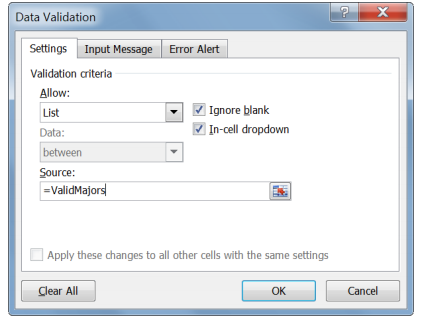 Data Validation
Settings Input Message Error Alert
Validation criteria
Allow:
List
Ignore blank
Data:
In-cell dropdown
between
Source:
=ValidMajors
Apply these changes to all other cells with the same settings
Clear All OK Cancel